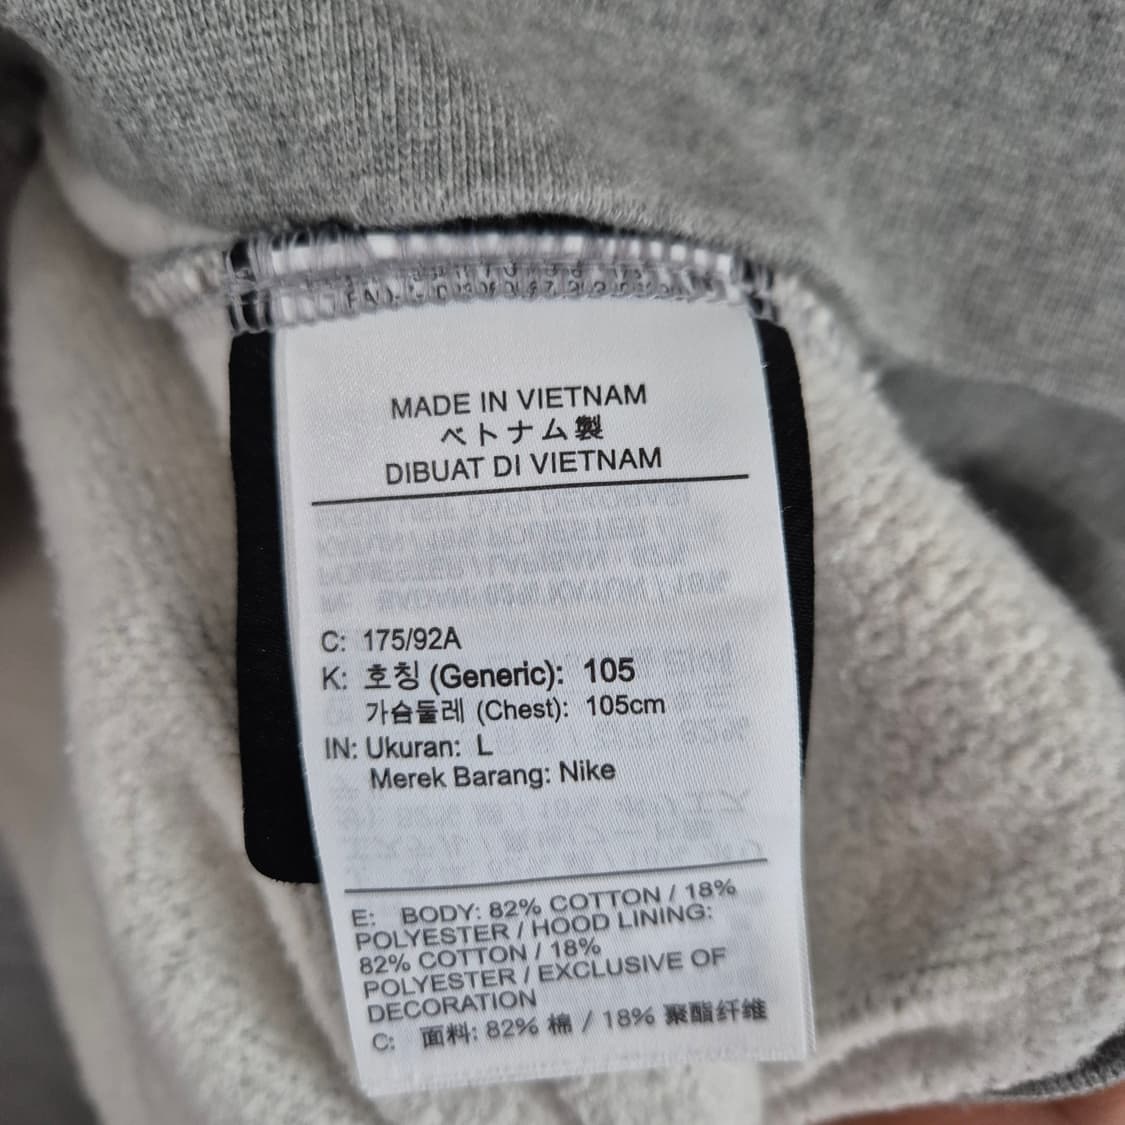 MADE IN VIETNAM
ベトナム製
DIBUAT DI VIETNAM
C: 175/92A
K: 호칭 (Generic): 105
가슴둘레 (Chest): 105cm
IN: Ukuran: L
Merek Barang: Nike
E: BODY: 82% COTTON / 18%
POLYESTER / HOOD LINING:
82% COTTON / 18%
POLYESTER / EXCLUSIVE OF
DECORATION
C: 面料: 82% 棉 / 18% 聚酯纤维